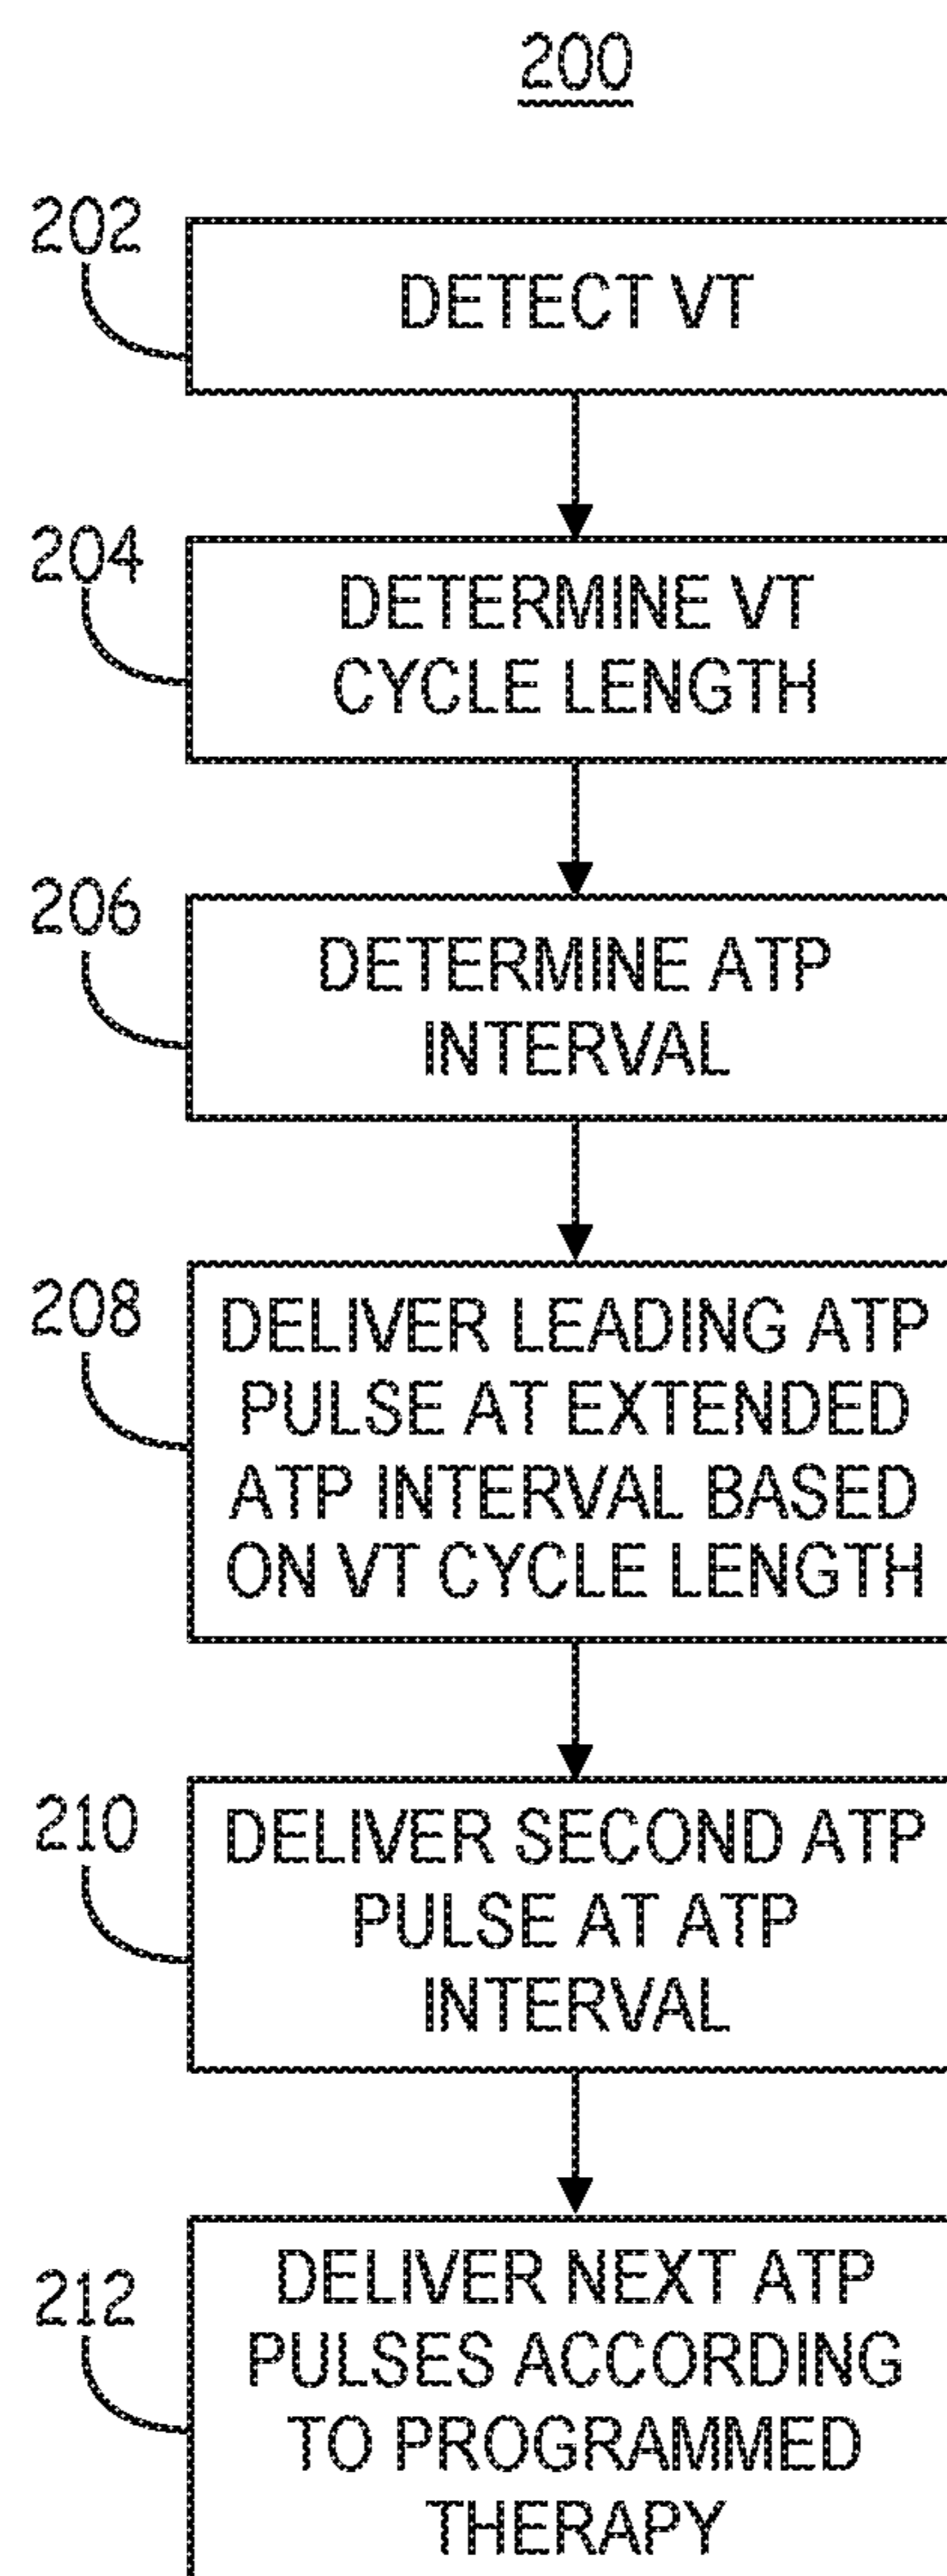 200
202
DETECT VT
204
DETERMINE VT
CYCLE LENGTH
206
DETERMINE ATP
INTERVAL
208
DELIVER LEADING ATP
PULSE AT EXTENDED
ATP INTERVAL BASED
ON VT CYCLE LENGTH
210
DELIVER SECOND ATP
PULSE AT ATP
INTERVAL
212
DELIVER NEXT ATP
PULSES ACCORDING
TO PROGRAMMED
THERAPY